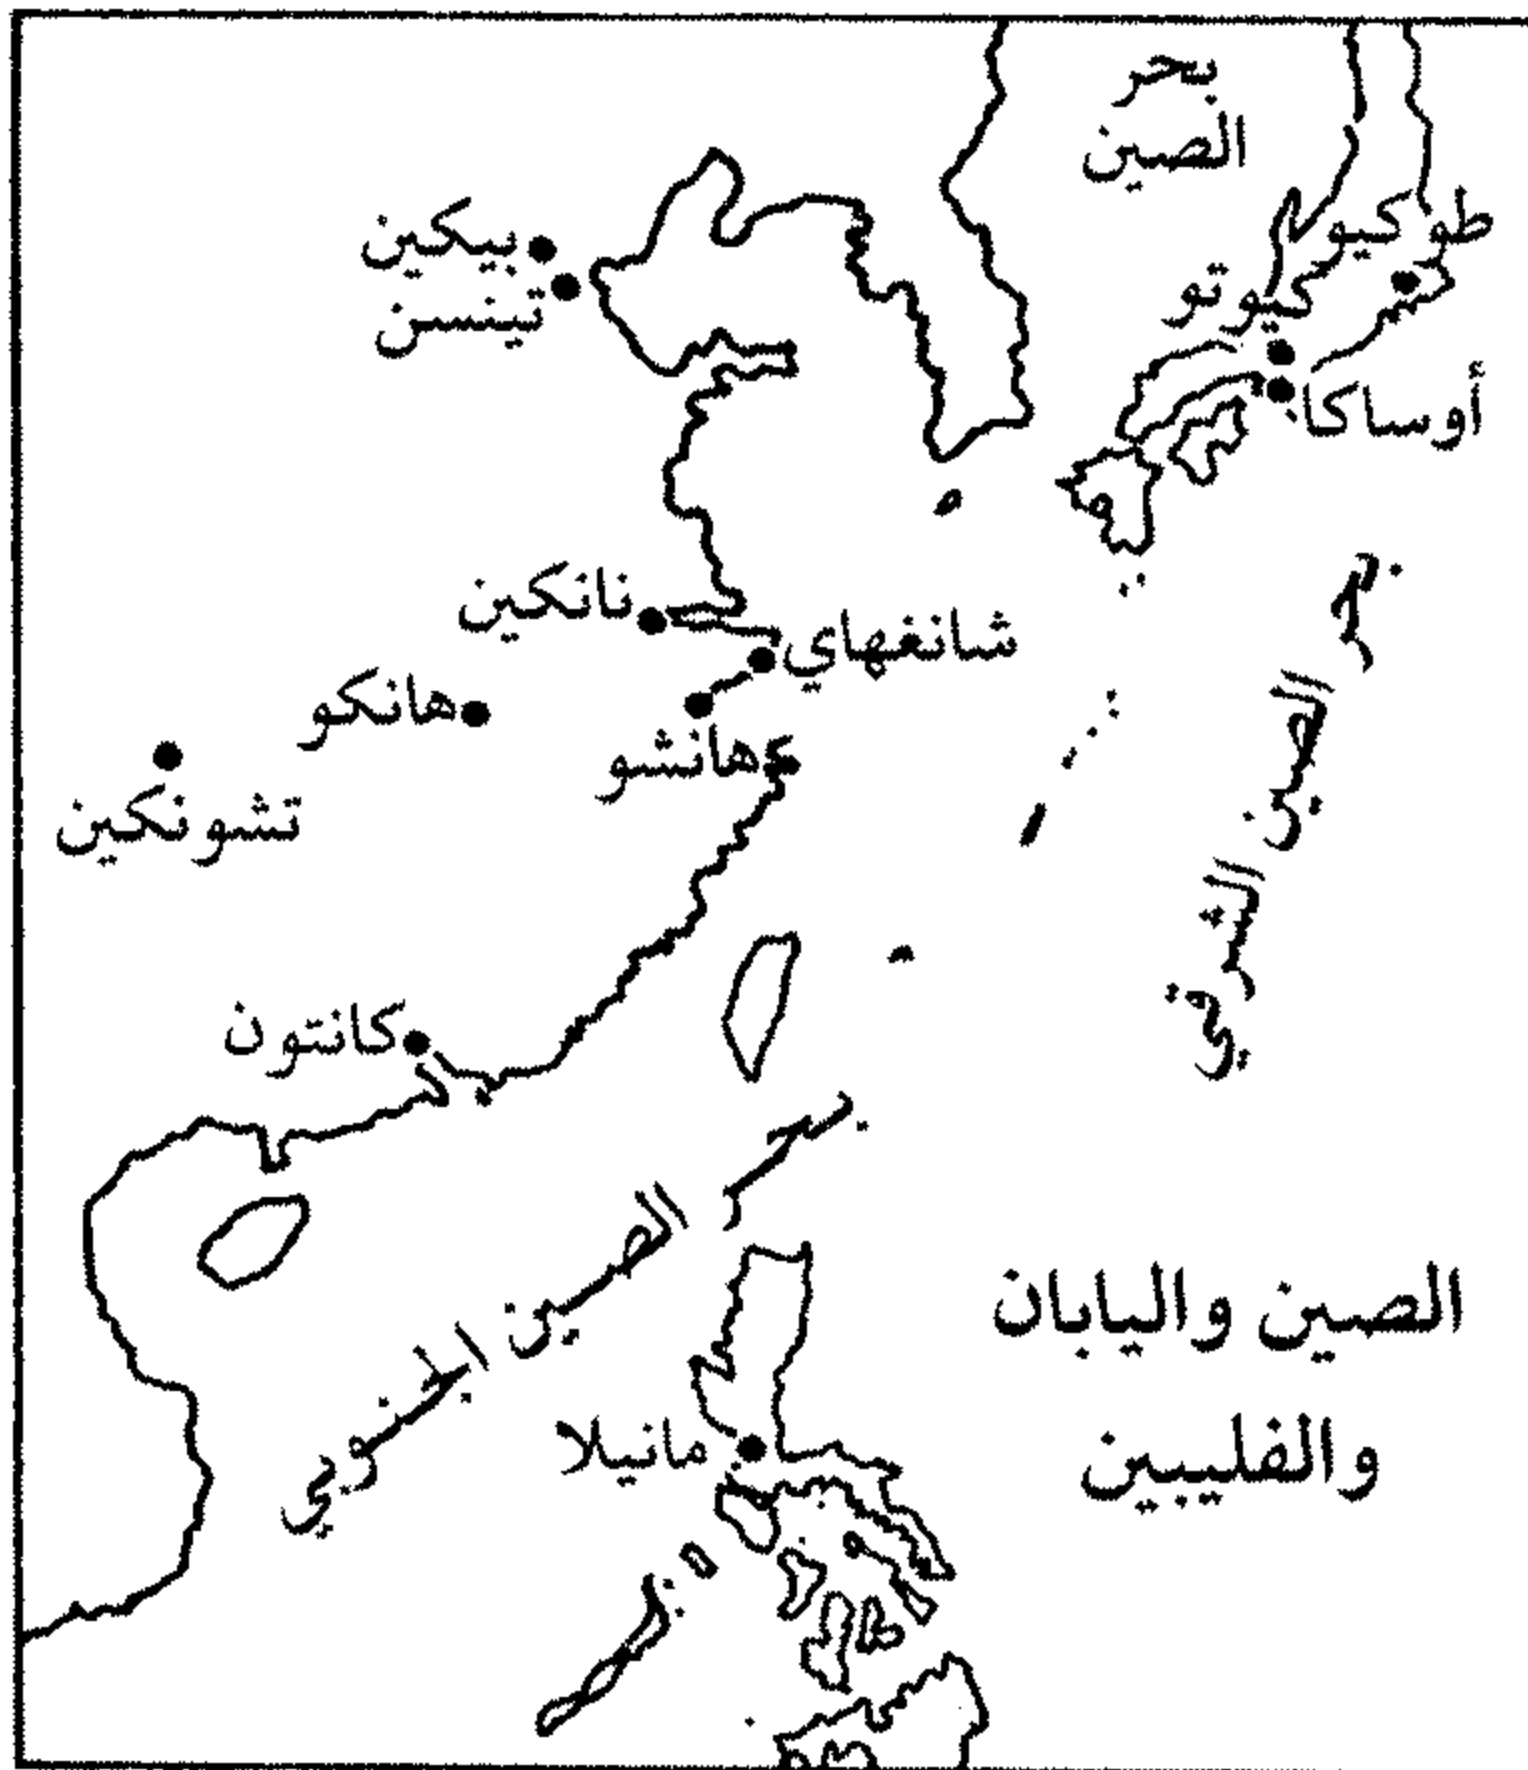 بحر
الصين
طوكيو
كيوتو
أوساكا
بيكين
تينسن
نانكين
شانغهاي
هانكو
هانشو
تشونكين
بحر الصين الشرقي
كانتون
بحر الصين الجنوبي
مانيلا
الصين واليابان
والفليبين